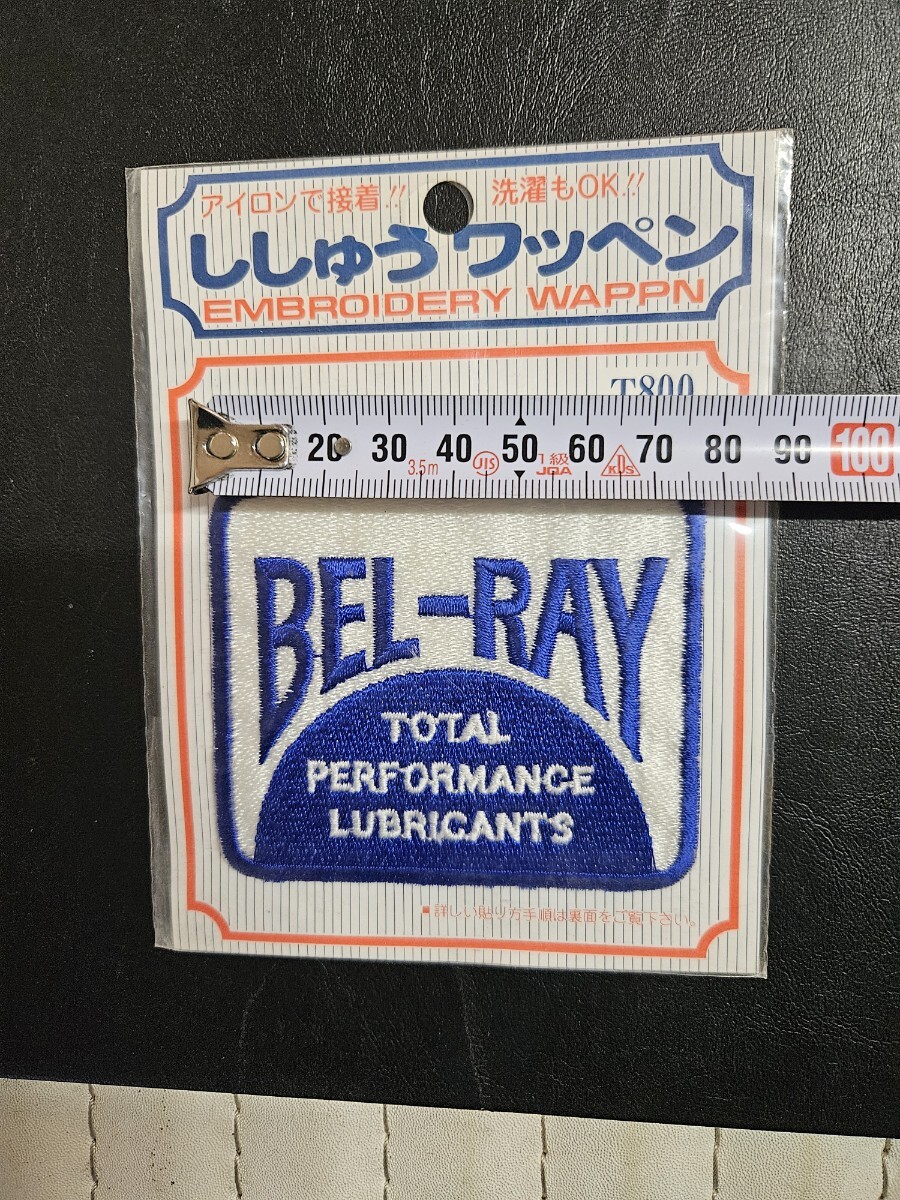 アイロンで接着!! 洗濯もOK!!
ししゅうワッペン
EMBROIDERY WAPPN
T800
20 30 40 50 60 70 80 90 100
3.5m JIS 1級 JQA KDS
BEL-RAY
TOTAL
PERFORMANCE
LUBRICANTS
■詳しい貼りつけ手順は裏面をご覧下さい。